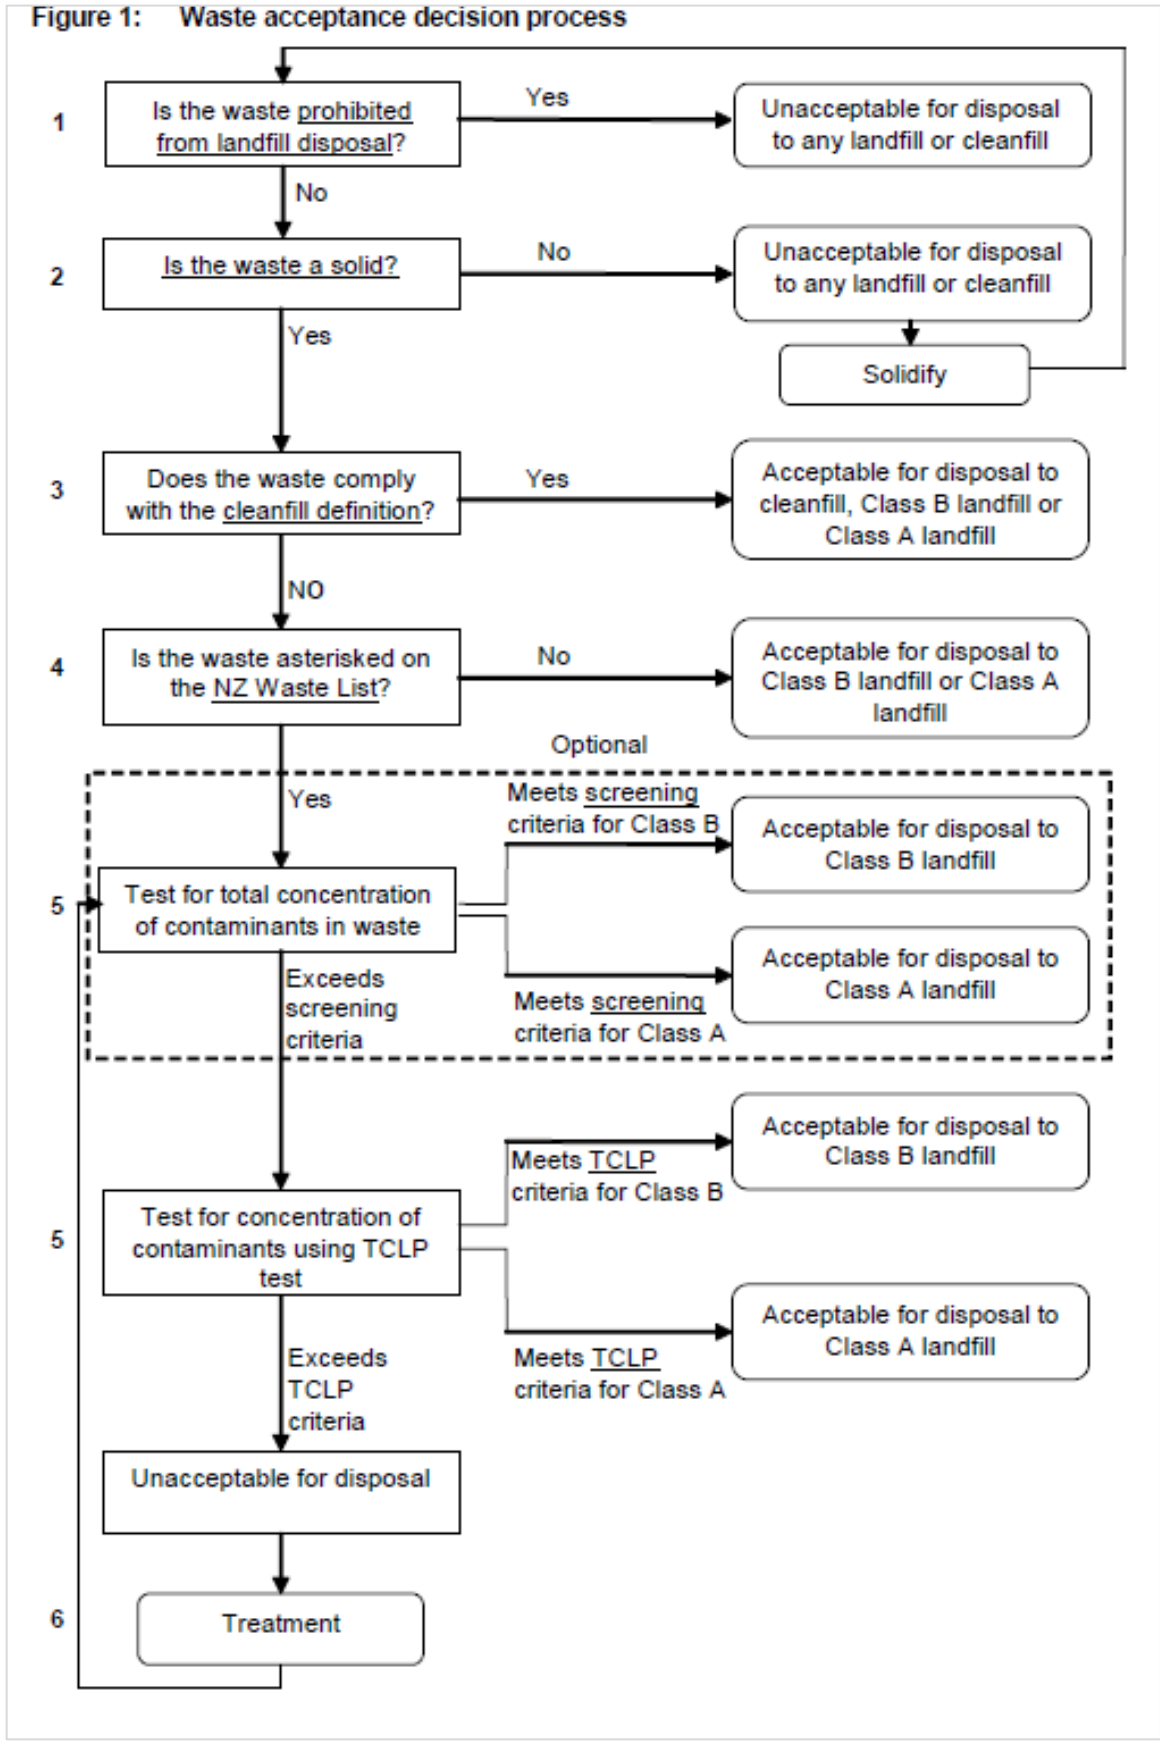 Figure 1: Waste acceptance decision process
1
Is the waste prohibited
from landfill disposal?
Yes
Unacceptable for disposal
to any landfill or cleanfill
No
2
Is the waste a solid?
No
Unacceptable for disposal
to any landfill or cleanfill
Yes
Solidify
3
Does the waste comply
with the cleanfill definition?
Yes
Acceptable for disposal to
cleanfill, Class B landfill or
Class A landfill
NO
4
Is the waste asterisked on
the NZ Waste List?
No
Acceptable for disposal to
Class B landfill or Class A
landfill
Optional
Yes
Meets screening
criteria for Class B
Acceptable for disposal to
Class B landfill
5
Test for total concentration
of contaminants in waste
Acceptable for disposal to
Class A landfill
Meets screening
criteria for Class A
Exceeds
screening
criteria
Acceptable for disposal to
Class B landfill
Meets TCLP
criteria for Class B
5
Test for concentration of
contaminants using TCLP
test
Acceptable for disposal to
Class A landfill
Meets TCLP
criteria for Class A
Exceeds
TCLP
criteria
Unacceptable for disposal
6
Treatment